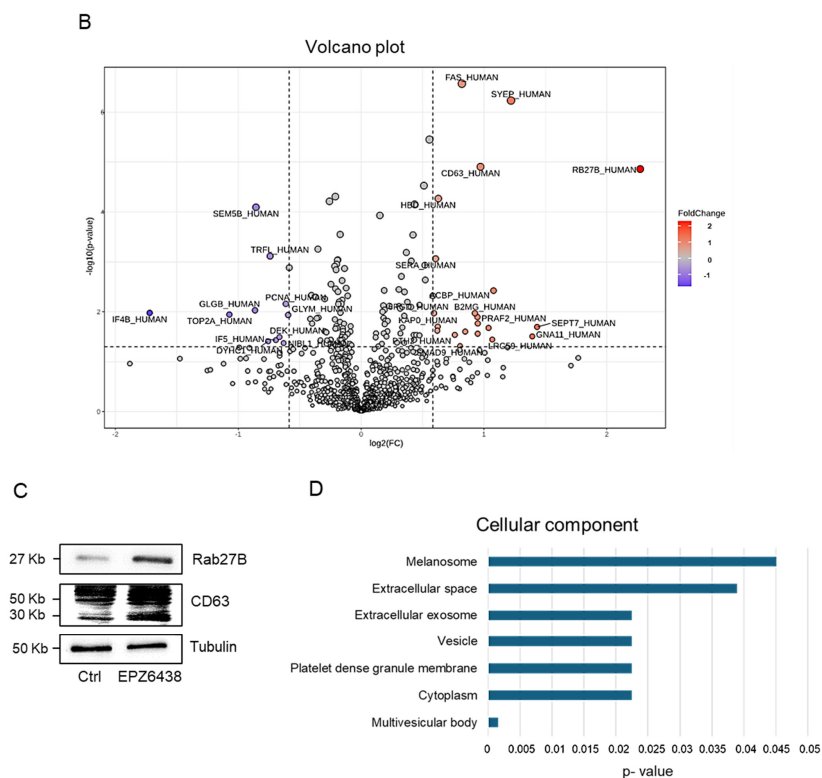 B
Volcano plot
FAS_HUMAN
SYEP_HUMAN
CD63_HUMAN
RB27B_HUMAN
HBD_HUMAN
SEM5B_HUMAN
TRFL_HUMAN
SERA_HUMAN
ACBP_HUMAN
PCNA_HUMAN
GLGB_HUMAN
GLYM_HUMAN
B2MG_HUMAN
IF4B_HUMAN
TOP2A_HUMAN
PRAF2_HUMAN
SEPT7_HUMAN
DEK_HUMAN
GNA11_HUMAN
IF5_HUMAN
NIBL1_HUMAN
LRC59_HUMAN
DYHC1_HUMAN
SMAD9_HUMAN
-log10(p-value)
6
4
2
0
-2 -1 0 1 2
log2(FC)
FoldChange
2
1
0
-1
C
27 Kb
Rab27B
50 Kb
30 Kb
CD63
50 Kb
Tubulin
Ctrl EPZ6438
D
Cellular component
Melanosome
Extracellular space
Extracellular exosome
Vesicle
Platelet dense granule membrane
Cytoplasm
Multivesicular body
0 0.005 0.01 0.015 0.02 0.025 0.03 0.035 0.04 0.045 0.05
p- value